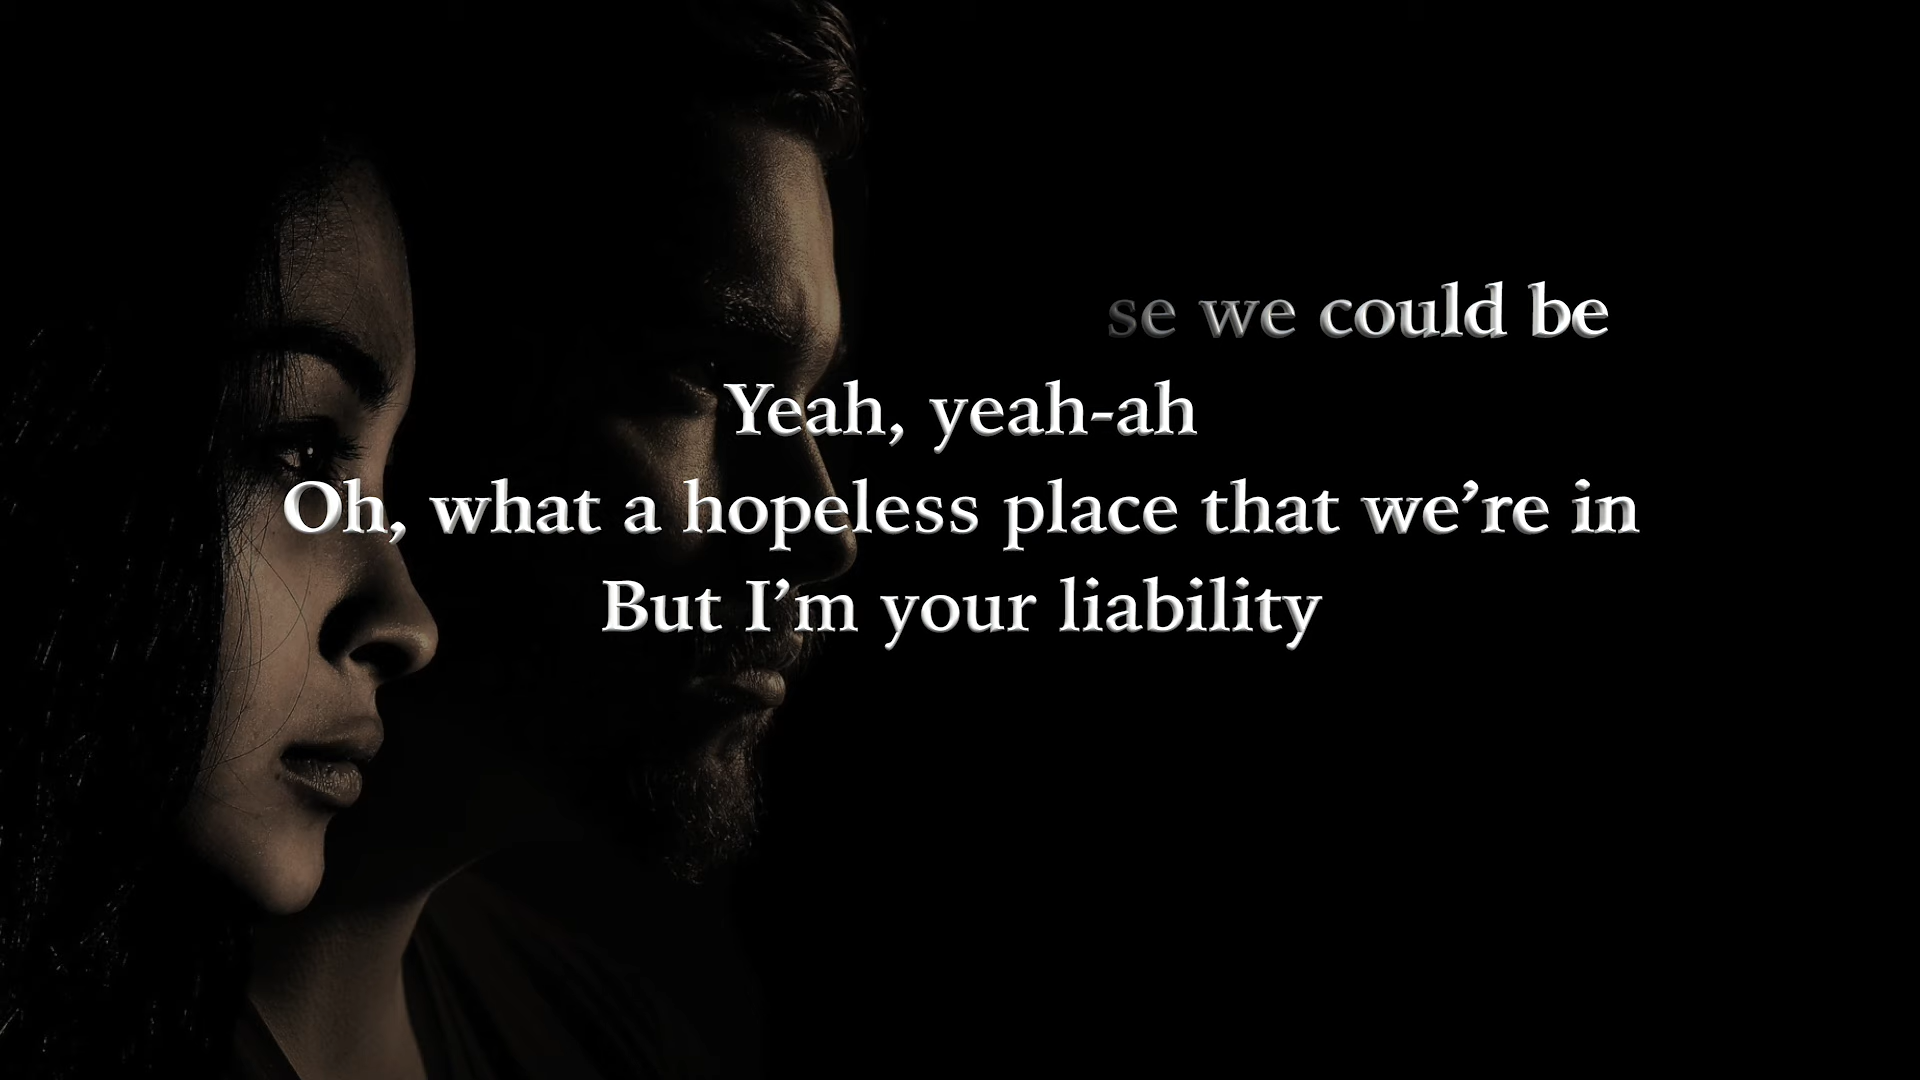 se we could be
Yeah, yeah-ah
Oh, what a hopeless place that we’re in
But I’m your liability